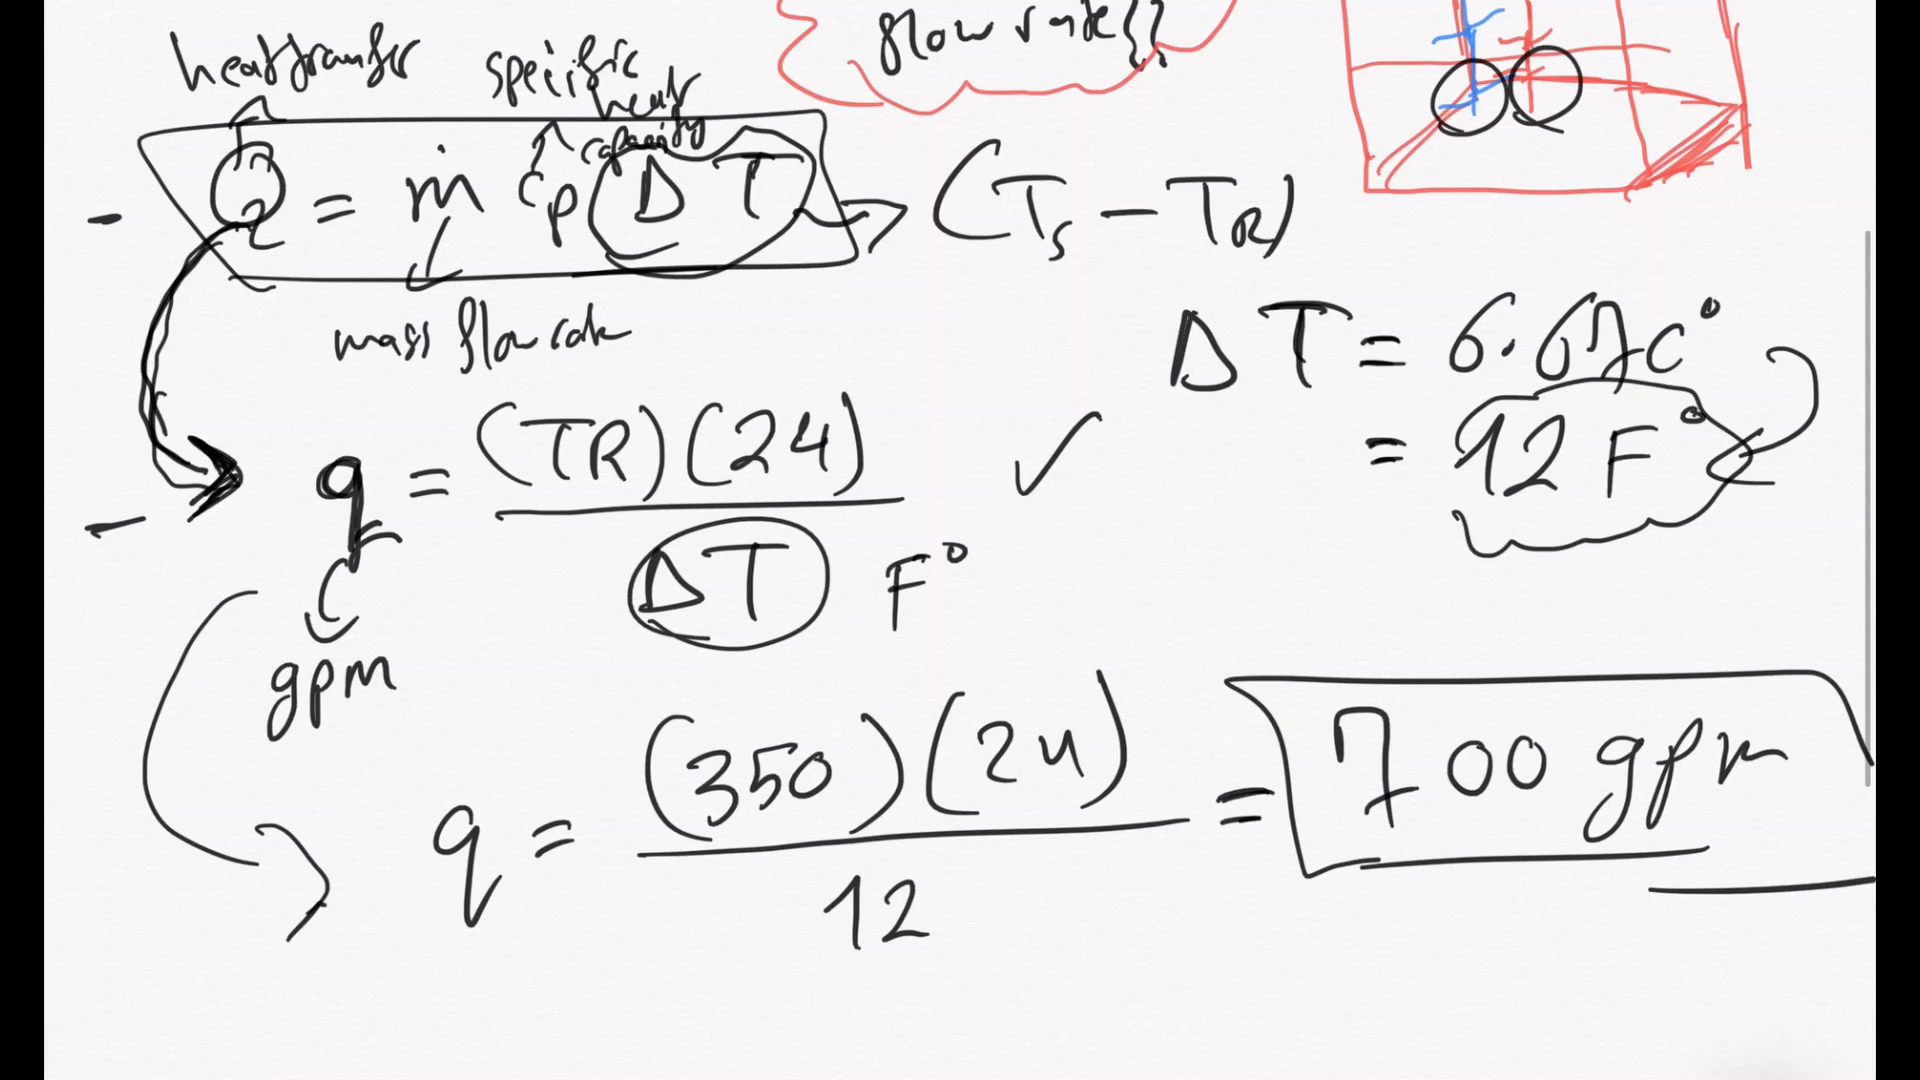 flow rate {}
heat transfer
specific heat capacity
- Q = ṁ Cp ΔT → (Ts - TR)
mass flow rate
ΔT = 6.67 C°
= 12 F°
- q = (TR)(24) / ΔT F° ✓
gpm
q = (350)(24) / 12 = 700 gpm